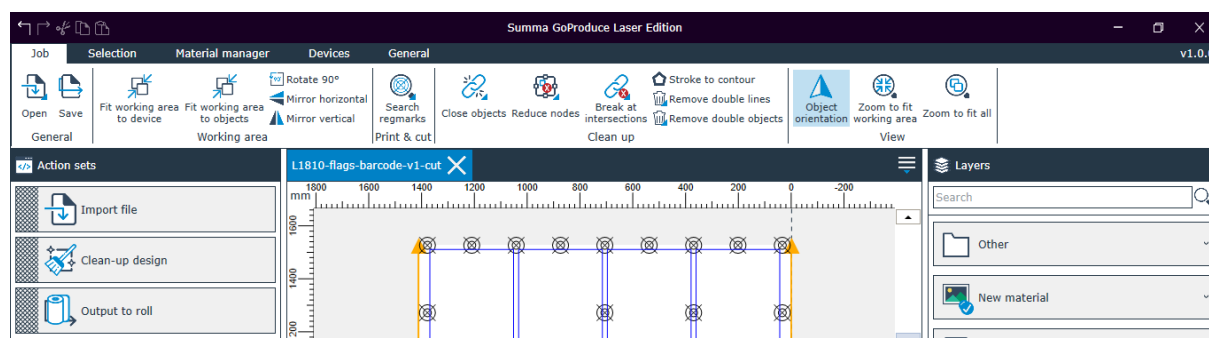 Summa GoProduce Laser Edition
Job Selection Material manager Devices General
Open Save
General
Fit working area to device
Fit working area to objects
Rotate 90°
Mirror horizontal
Mirror vertical
Working area
Search regmarks
Print & cut
Close objects Reduce nodes
Break at intersections
Stroke to contour
Remove double lines
Remove double objects
Clean up
Object orientation
Zoom to fit working area
Zoom to fit all
View
Action sets
Import file
Clean-up design
Output to roll
L1810-flags-barcode-v1-cut
mm 1800 1600 1400 1200 1000 800 600 400 200 0 -200
1600
1400
Layers
Search
Other
New material